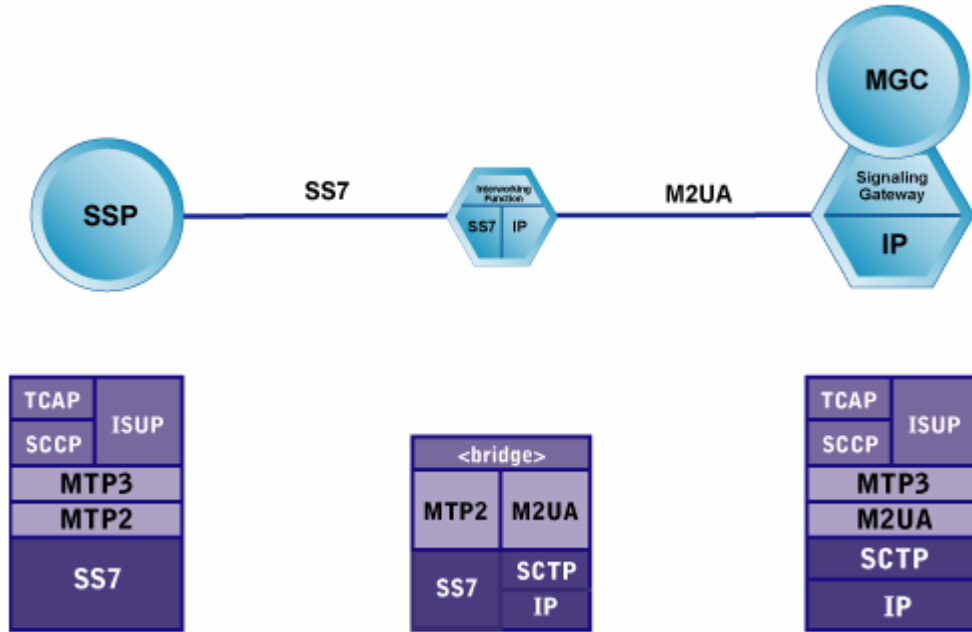 MGC
SSP
SS7
Interworking
Function
SS7
IP
M2UA
Signaling
Gateway
IP
TCAP
SCCP
ISUP
MTP3
MTP2
SS7
<bridge>
MTP2
M2UA
SS7
SCTP
IP
TCAP
SCCP
ISUP
MTP3
M2UA
SCTP
IP